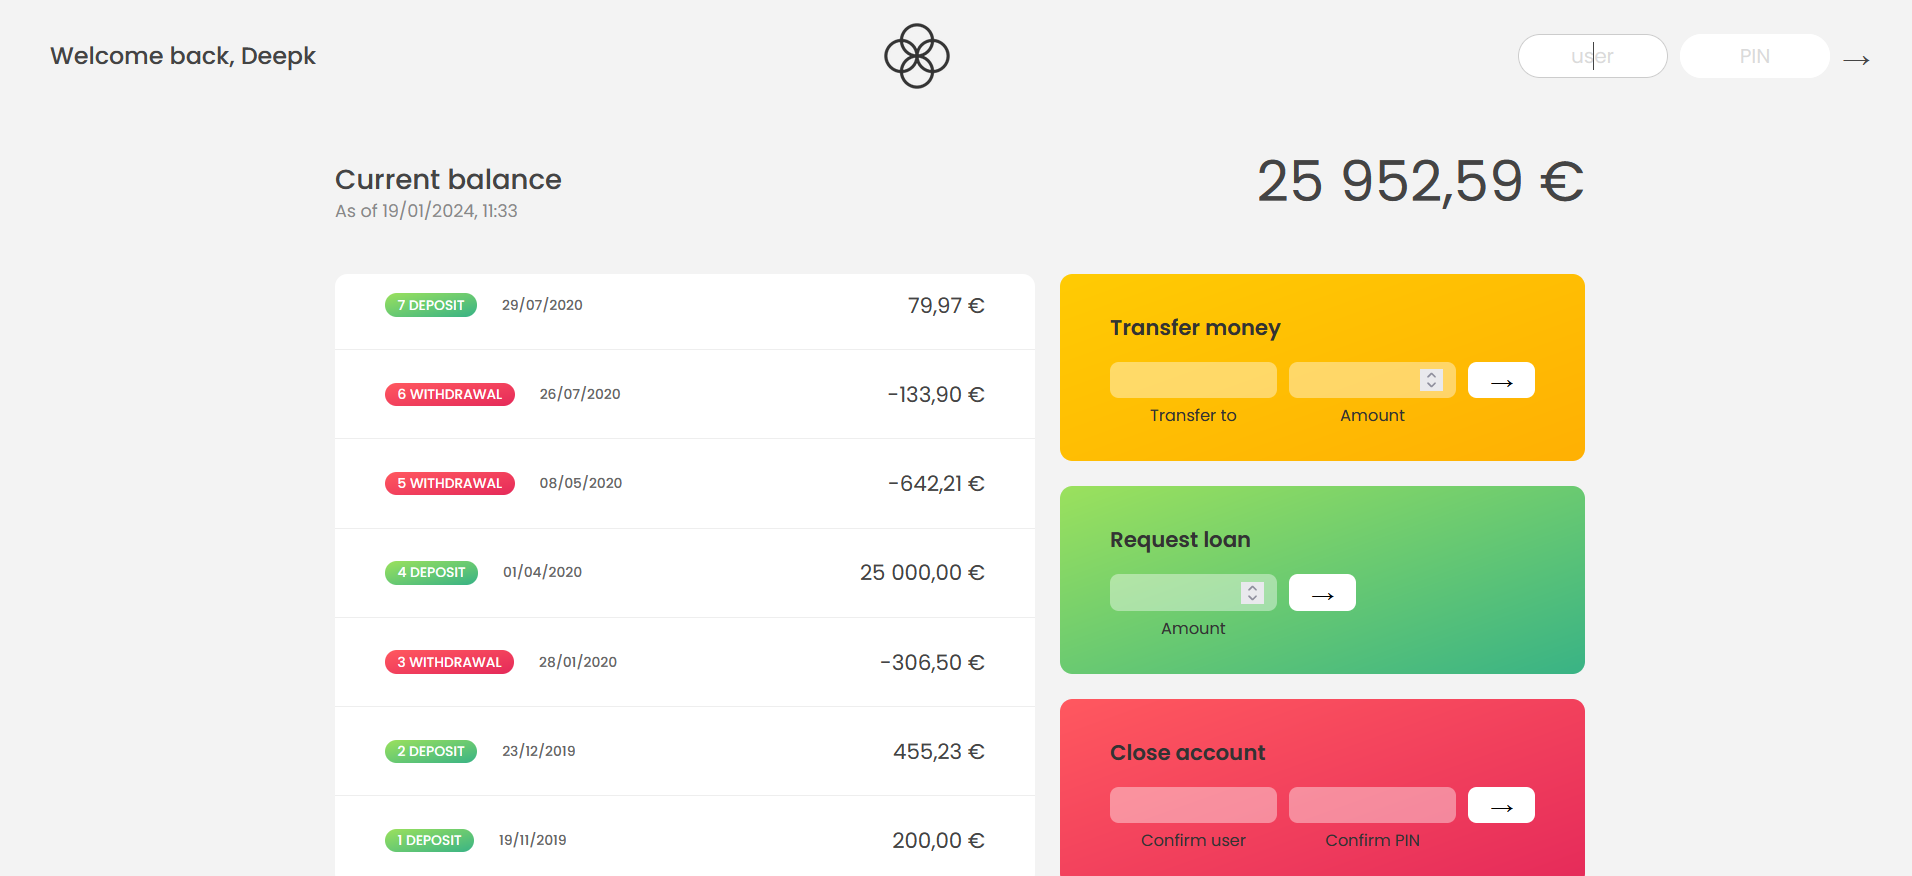 Welcome back, Deepk
user
PIN
→
Current balance
As of 19/01/2024, 11:33
25 952,59 €
7 DEPOSIT 29/07/2020 79,97 €
6 WITHDRAWAL 26/07/2020 -133,90 €
5 WITHDRAWAL 08/05/2020 -642,21 €
4 DEPOSIT 01/04/2020 25 000,00 €
3 WITHDRAWAL 28/01/2020 -306,50 €
2 DEPOSIT 23/12/2019 455,23 €
1 DEPOSIT 19/11/2019 200,00 €
Transfer money
→
Transfer to Amount
Request loan
→
Amount
Close account
→
Confirm user Confirm PIN